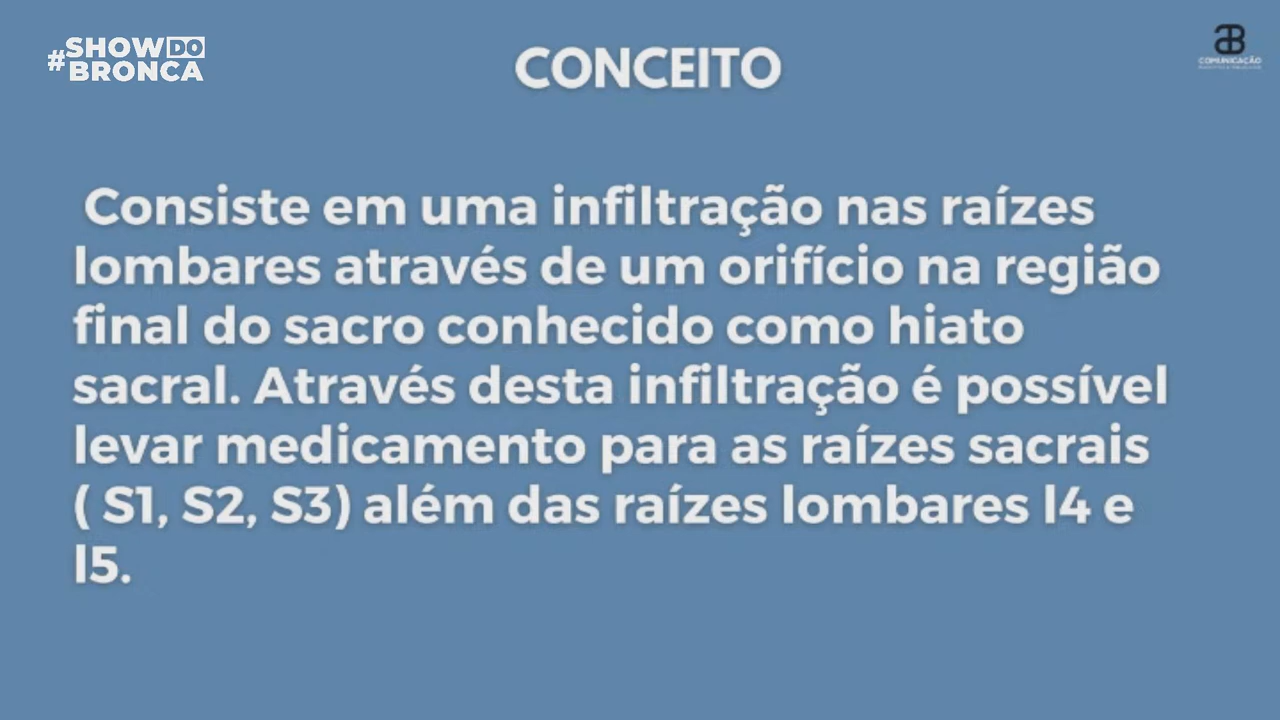 #SHOWDO
BRONCA
CONCEITO
COMUNICAÇÃO
Consiste em uma infiltração nas raízes
lombares através de um orifício na região
final do sacro conhecido como hiato
sacral. Através desta infiltração é possível
levar medicamento para as raízes sacrais
( S1, S2, S3) além das raízes lombares l4 e
l5.